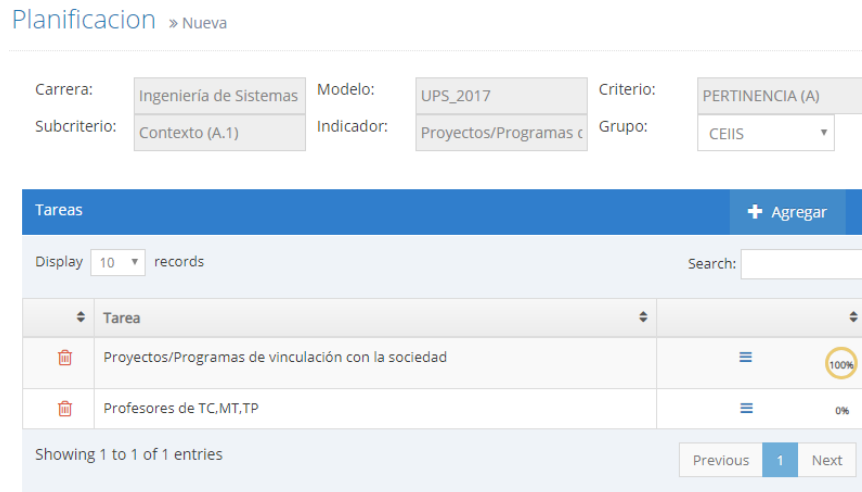 Planificacion » Nueva
Carrera: Ingeniería de Sistemas Modelo: UPS_2017 Criterio: PERTINENCIA (A)
Subcriterio: Contexto (A.1) Indicador: Proyectos/Programas Grupo: CEIIS
Tareas + Agregar
Display 10 records Search:
Tarea
Proyectos/Programas de vinculación con la sociedad 100%
Profesores de TC,MT,TP 0%
Showing 1 to 1 of 1 entries Previous 1 Next